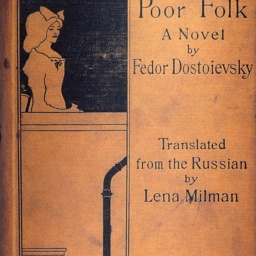 Poor Folk
A Novel
by
Fedor Dostoievsky
Translated
from the Russian
by
Lena Milman